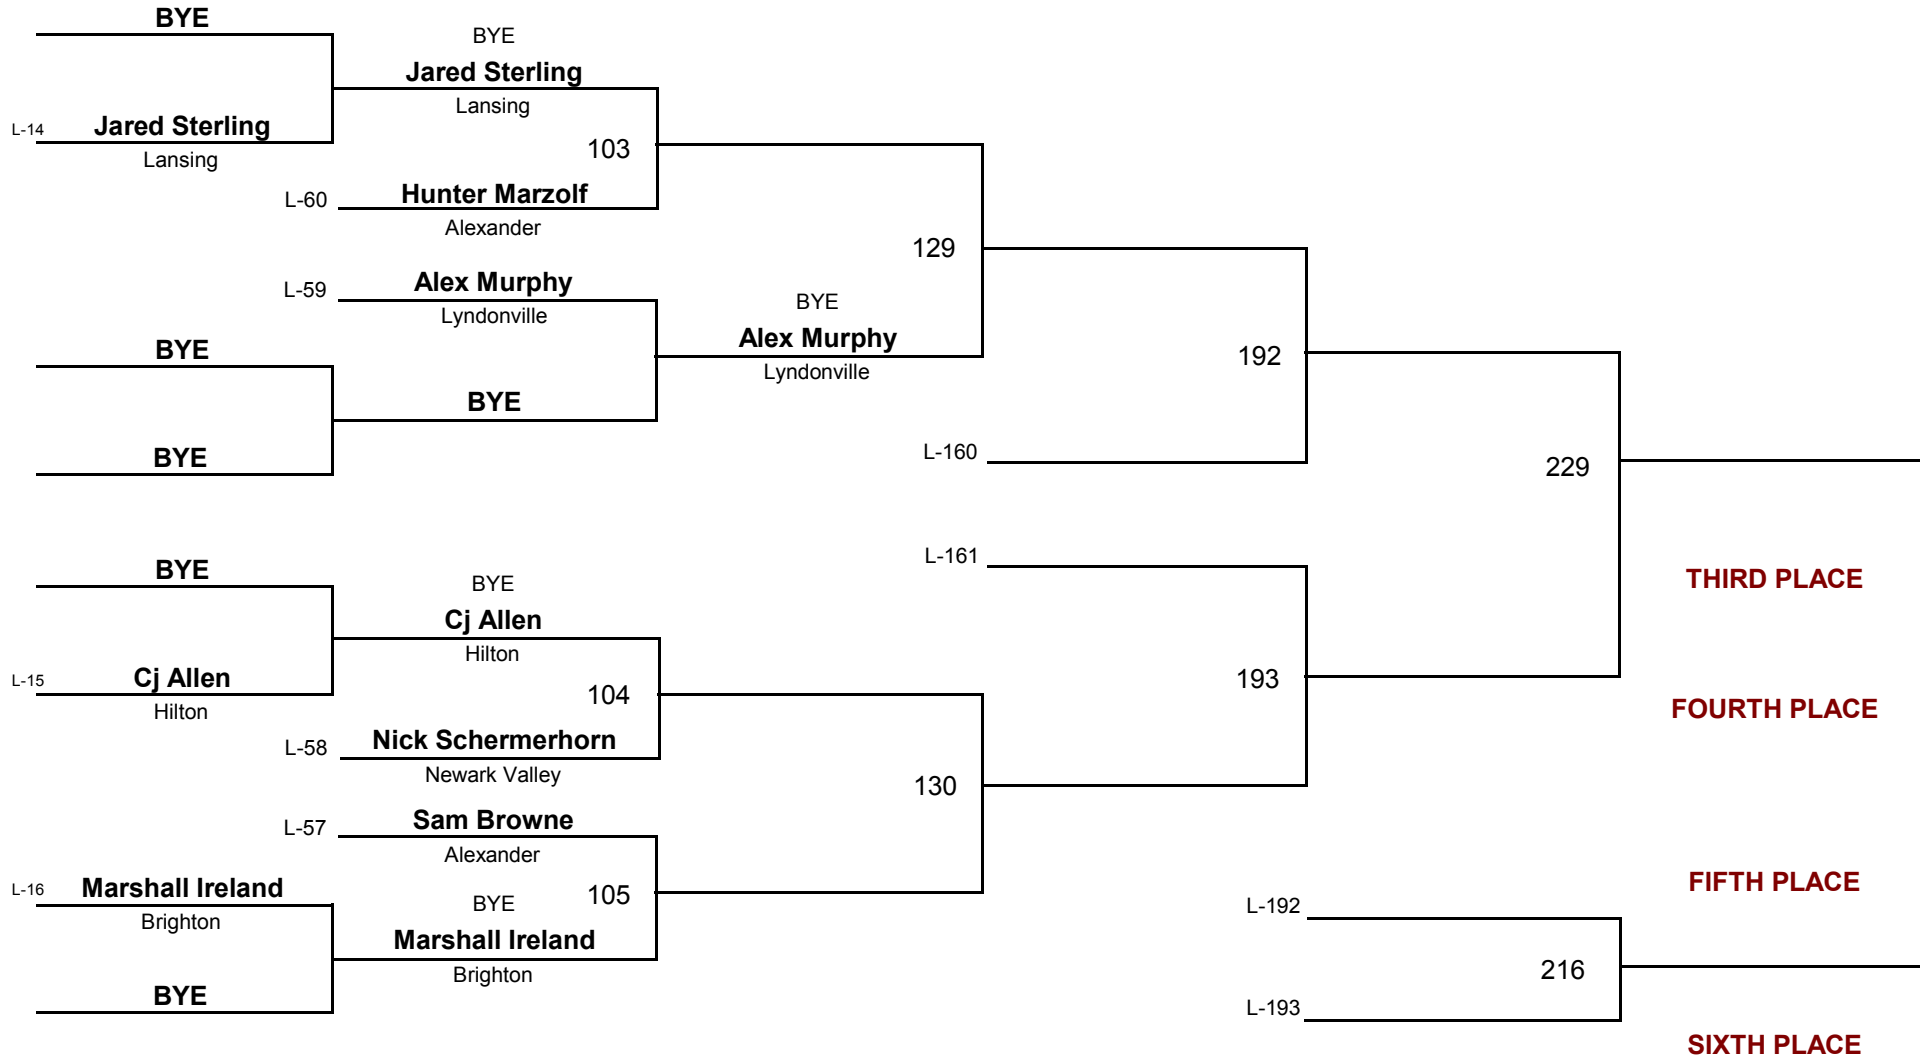 BYE
BYE
Jared Sterling
Lansing
L-14
Jared Sterling
Lansing
103
L-60
Hunter Marzolf
Alexander
129
L-59
Alex Murphy
Lyndonville
BYE
Alex Murphy
Lyndonville
BYE
BYE
BYE
192
L-160
229
BYE
BYE
Cj Allen
Hilton
L-15
Cj Allen
Hilton
104
L-58
Nick Schermerhorn
Newark Valley
L-161
193
THIRD PLACE
FOURTH PLACE
130
L-57
Sam Browne
Alexander
L-16
Marshall Ireland
Brighton
105
BYE
Marshall Ireland
Brighton
BYE
FIFTH PLACE
L-192
216
L-193
SIXTH PLACE